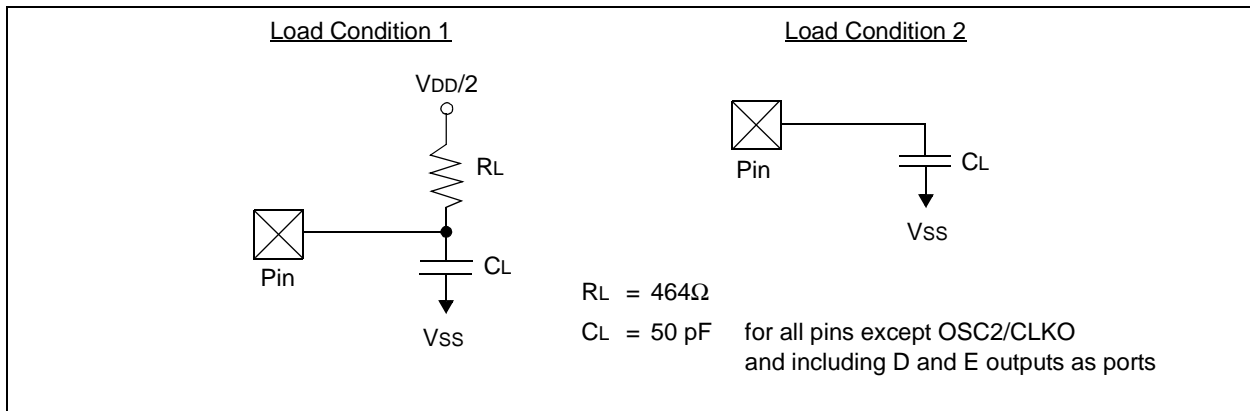 Load Condition 1
Load Condition 2
VDD/2
RL
Pin
CL
VSS
Pin
CL
VSS
RL = 464Ω
CL = 50 pF for all pins except OSC2/CLKO
and including D and E outputs as ports